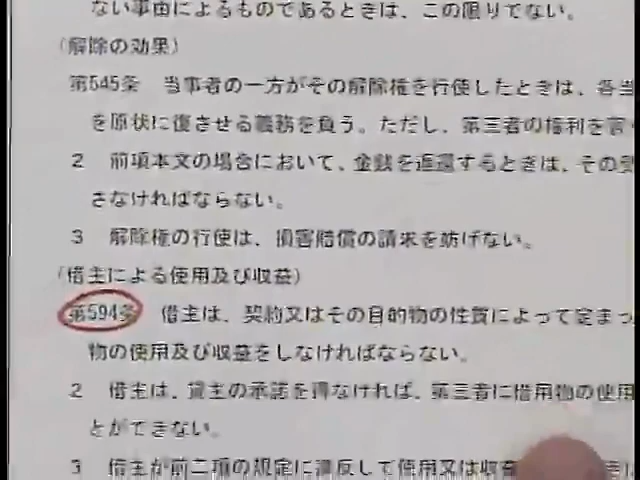 ない事由によるものであるときは、この限りでない。
(解除の効果)
第545条 当事者の一方がその解除権を行使したときは、各当
を原状に復させる義務を負う。ただし、第三者の権利を害
2 前項本文の場合において、金銭を返還するときは、その受
さなければならない。
3 解除権の行使は、損害賠償の請求を妨げない。
(借主による使用及び収益)
第594条 借主は、契約又はその目的物の性質によって定まっ
物の使用及び収益をしなければならない。
2 借主は、貸主の承諾を得なければ、第三者に借用物の使用
とができない。
3 借主が前二項の規定に違反して使用又は収益